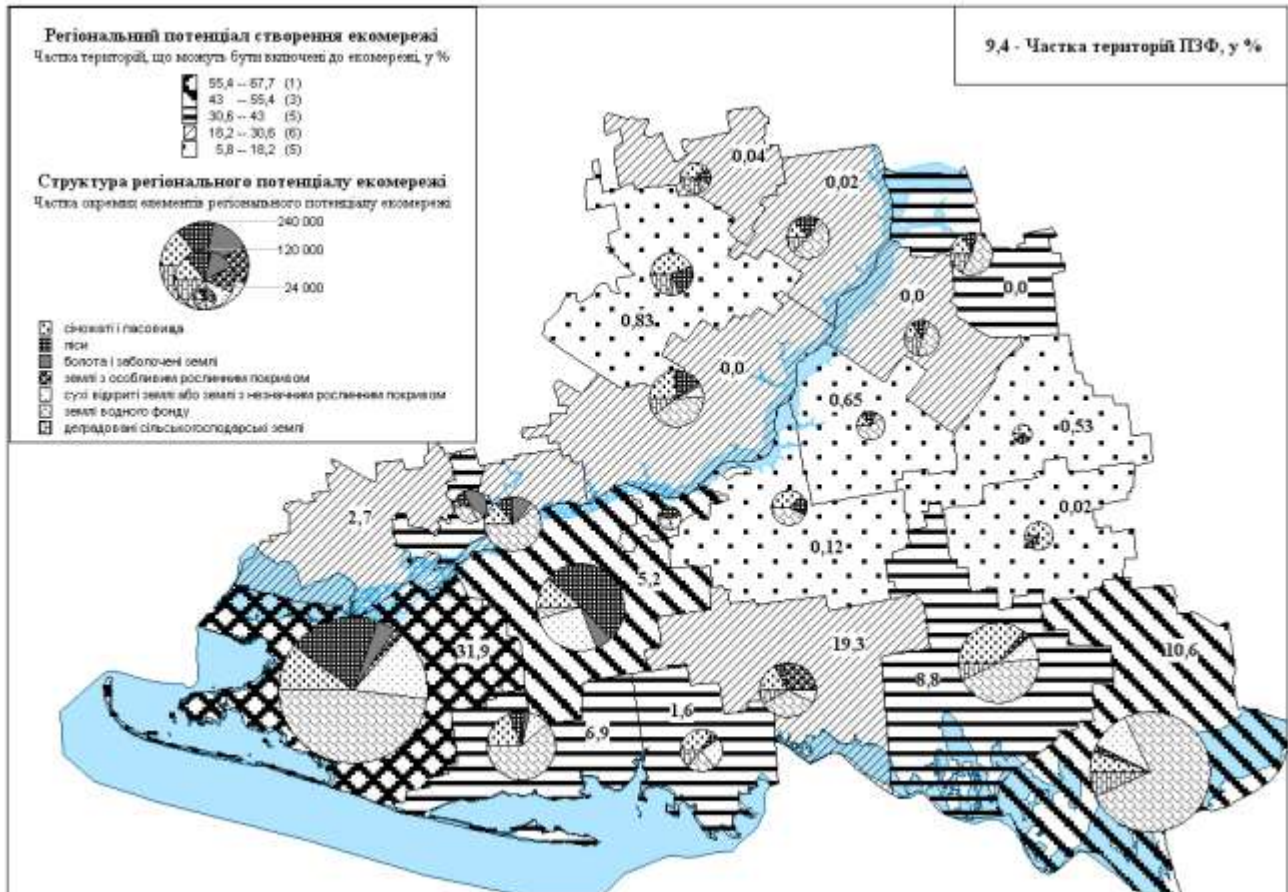 Регіональний потенціал створення екомережі
Частка територій, що можуть бути включені до екомережі, у %
55,4 -- 67,7 (1)
43 -- 55,4 (3)
30,6 -- 43 (5)
18,2 -- 30,6 (6)
5,8 -- 18,2 (5)
Структура регіонального потенціалу екомережі
Частка окремих елементів регіонального потенціалу екомережі
240 000
120 000
24 000
сіножаті і пасовища
ліси
болота і заболочені землі
землі з особливим рослинним покривом
сухі відкриті землі або землі з незначним рослинним покривом
землі водного фонду
деградовані сільськогосподарські землі
9,4 - Частка територій ПЗФ, у %
0,04
0,02
0,0
0,0
0,83
0,0
0,65
0,53
2,7
0,02
0,12
5,2
31,9
19,3
10,6
8,8
1,6
6,9